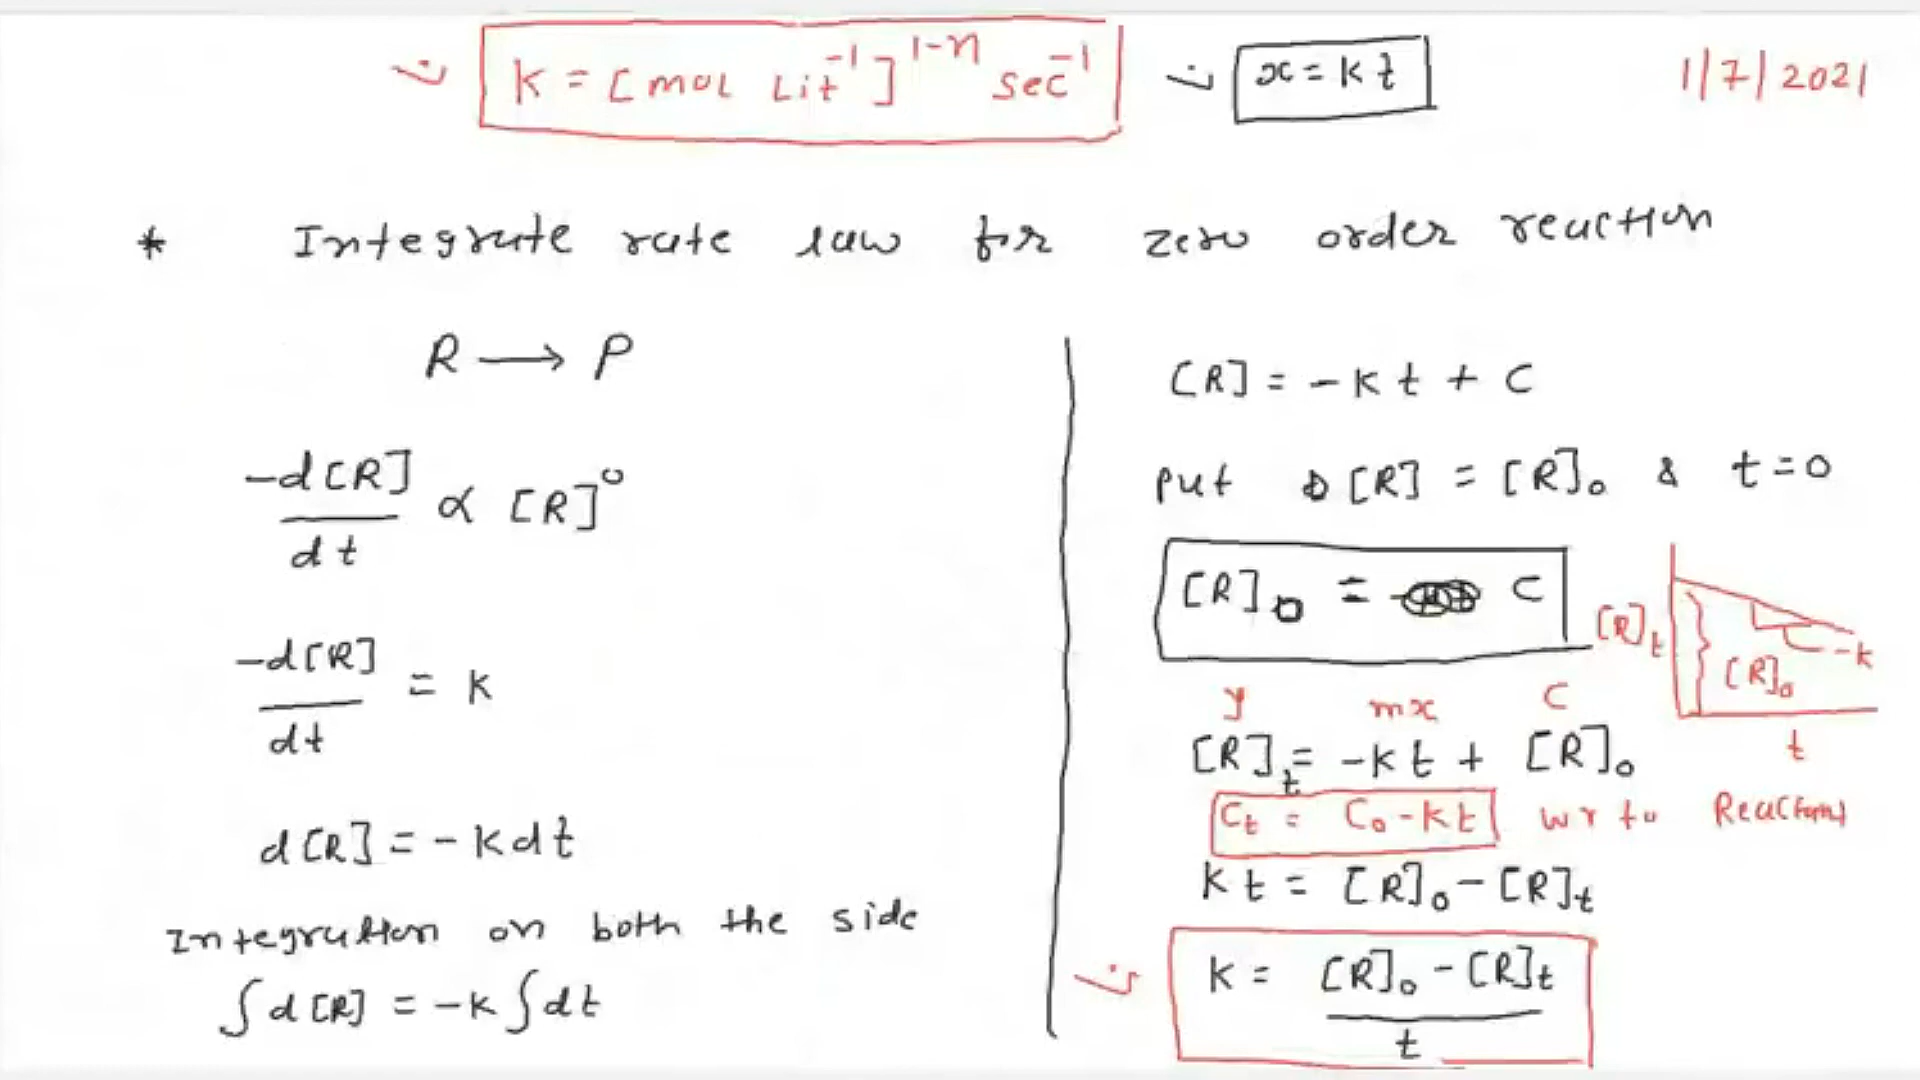 K = [mol Lit⁻¹]¹⁻ⁿ sec⁻¹
x = kt
1/7/2021
* Integrate rate law for zero order reaction
R ⟶ P
-d[R]/dt ∝ [R]⁰
-d[R]/dt = K
d[R] = -Kdt
Integration on both the side
∫d[R] = -K∫dt
[R] = -Kt + C
put [R] = [R]₀ & t=0
[R]₀ = C
[R]t
[R]₀
-K
t
y mx C
[R]t = -Kt + [R]₀
Ct = C₀-Kt wr to Reactant
Kt = [R]₀ - [R]t
K = [R]₀ - [R]t / t